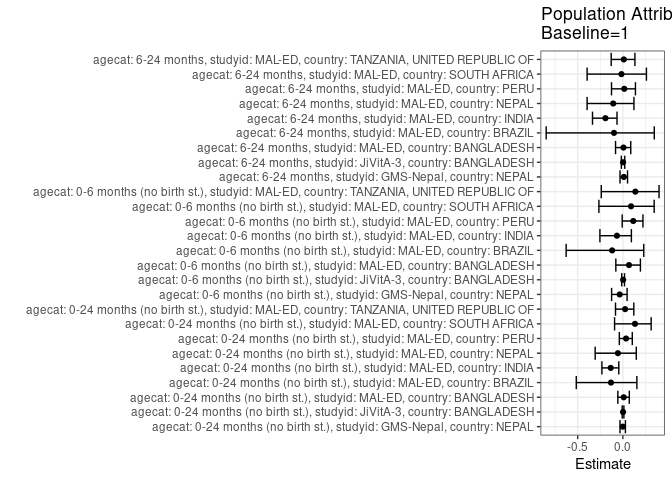 Population Attrib
Baseline=1
agecat: 6-24 months, studyid: MAL-ED, country: TANZANIA, UNITED REPUBLIC OF
agecat: 6-24 months, studyid: MAL-ED, country: SOUTH AFRICA
agecat: 6-24 months, studyid: MAL-ED, country: PERU
agecat: 6-24 months, studyid: MAL-ED, country: NEPAL
agecat: 6-24 months, studyid: MAL-ED, country: INDIA
agecat: 6-24 months, studyid: MAL-ED, country: BRAZIL
agecat: 6-24 months, studyid: MAL-ED, country: BANGLADESH
agecat: 6-24 months, studyid: JiVitA-3, country: BANGLADESH
agecat: 6-24 months, studyid: GMS-Nepal, country: NEPAL
agecat: 0-6 months (no birth st.), studyid: MAL-ED, country: TANZANIA, UNITED REPUBLIC OF
agecat: 0-6 months (no birth st.), studyid: MAL-ED, country: SOUTH AFRICA
agecat: 0-6 months (no birth st.), studyid: MAL-ED, country: PERU
agecat: 0-6 months (no birth st.), studyid: MAL-ED, country: INDIA
agecat: 0-6 months (no birth st.), studyid: MAL-ED, country: BRAZIL
agecat: 0-6 months (no birth st.), studyid: MAL-ED, country: BANGLADESH
agecat: 0-6 months (no birth st.), studyid: JiVitA-3, country: BANGLADESH
agecat: 0-6 months (no birth st.), studyid: GMS-Nepal, country: NEPAL
agecat: 0-24 months (no birth st.), studyid: MAL-ED, country: TANZANIA, UNITED REPUBLIC OF
agecat: 0-24 months (no birth st.), studyid: MAL-ED, country: SOUTH AFRICA
agecat: 0-24 months (no birth st.), studyid: MAL-ED, country: PERU
agecat: 0-24 months (no birth st.), studyid: MAL-ED, country: NEPAL
agecat: 0-24 months (no birth st.), studyid: MAL-ED, country: INDIA
agecat: 0-24 months (no birth st.), studyid: MAL-ED, country: BRAZIL
agecat: 0-24 months (no birth st.), studyid: MAL-ED, country: BANGLADESH
agecat: 0-24 months (no birth st.), studyid: JiVitA-3, country: BANGLADESH
agecat: 0-24 months (no birth st.), studyid: GMS-Nepal, country: NEPAL
-0.5 0.0
Estimate